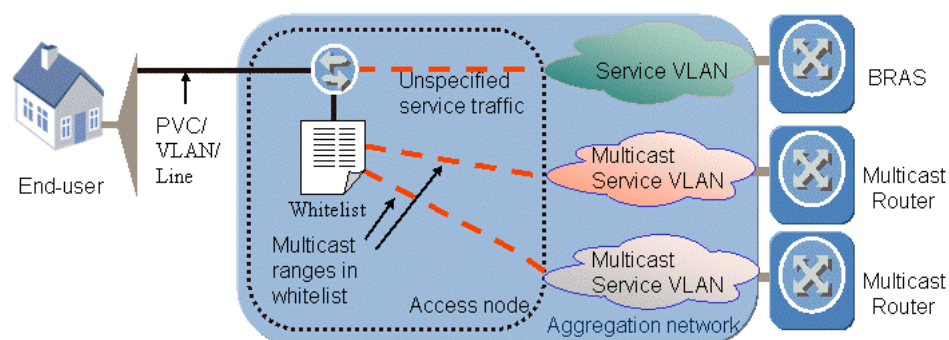 End-user
PVC/
VLAN/
Line
Unspecified
service traffic
Whitelist
Multicast
ranges in
whitelist
Access node
Service VLAN
Multicast
Service VLAN
Multicast
Service VLAN
Aggregation network
BRAS
Multicast
Router
Multicast
Router